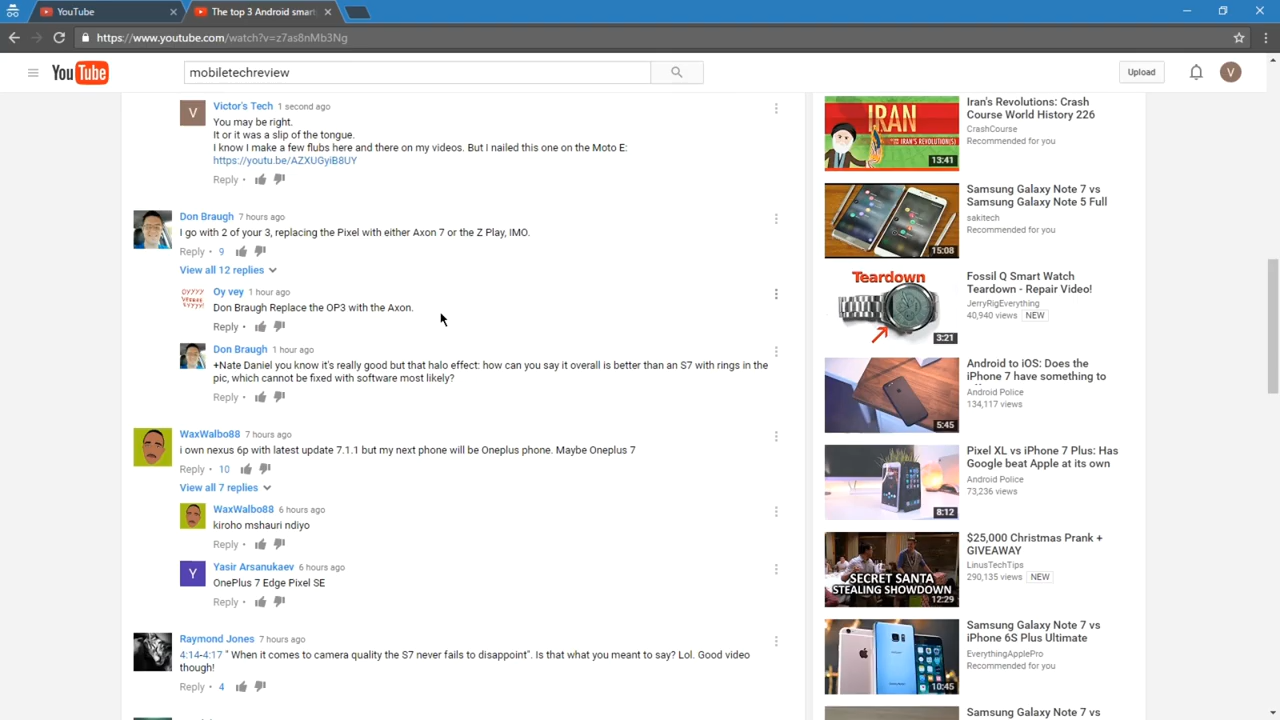 YouTube
The top 3 Android smart
https://www.youtube.com/watch?v=z7as8nMb3Ng
YouTube
mobiletechreview
Upload
V
V
Victor's Tech 1 second ago
You may be right.
It or it was a slip of the tongue.
I know I make a few flubs here and there on my videos. But I nailed this one on the Moto E:
https://youtu.be/AZXUGyiB8UY
Reply •
Don Braugh 7 hours ago
I go with 2 of your 3, replacing the Pixel with either Axon 7 or the Z Play, IMO.
Reply • 9
View all 12 replies
Oy vey 1 hour ago
Don Braugh Replace the OP3 with the Axon.
Reply •
Don Braugh 1 hour ago
+Nate Daniel you know it's really good but that halo effect: how can you say it overall is better than an S7 with rings in the
pic, which cannot be fixed with software most likely?
Reply •
WaxWalbo88 7 hours ago
i own nexus 6p with latest update 7.1.1 but my next phone will be Oneplus phone. Maybe Oneplus 7
Reply • 10
View all 7 replies
WaxWalbo88 6 hours ago
kiroho mshauri ndiyo
Reply •
Y
Yasir Arsanukaev 6 hours ago
OnePlus 7 Edge Pixel SE
Reply •
Raymond Jones 7 hours ago
4:14-4:17 " When it comes to camera quality the S7 never fails to disappoint". Is that what you meant to say? Lol. Good video
though!
Reply • 4
IRAN
13:41
Iran's Revolutions: Crash
Course World History 226
CrashCourse
Recommended for you
15:08
Samsung Galaxy Note 7 vs
Samsung Galaxy Note 5 Full
sakitech
Recommended for you
Teardown
3:21
Fossil Q Smart Watch
Teardown - Repair Video!
JerryRigEverything
40,940 views NEW
5:45
Android to iOS: Does the
iPhone 7 have something to
Android Police
134,117 views
8:12
Pixel XL vs iPhone 7 Plus: Has
Google beat Apple at its own
Android Police
73,236 views
SECRET SANTA
STEALING SHOWDOWN
12:29
$25,000 Christmas Prank +
GIVEAWAY
LinusTechTips
290,135 views NEW
10:45
Samsung Galaxy Note 7 vs
iPhone 6S Plus Ultimate
EverythingApplePro
Recommended for you
Samsung Galaxy Note 7 vs